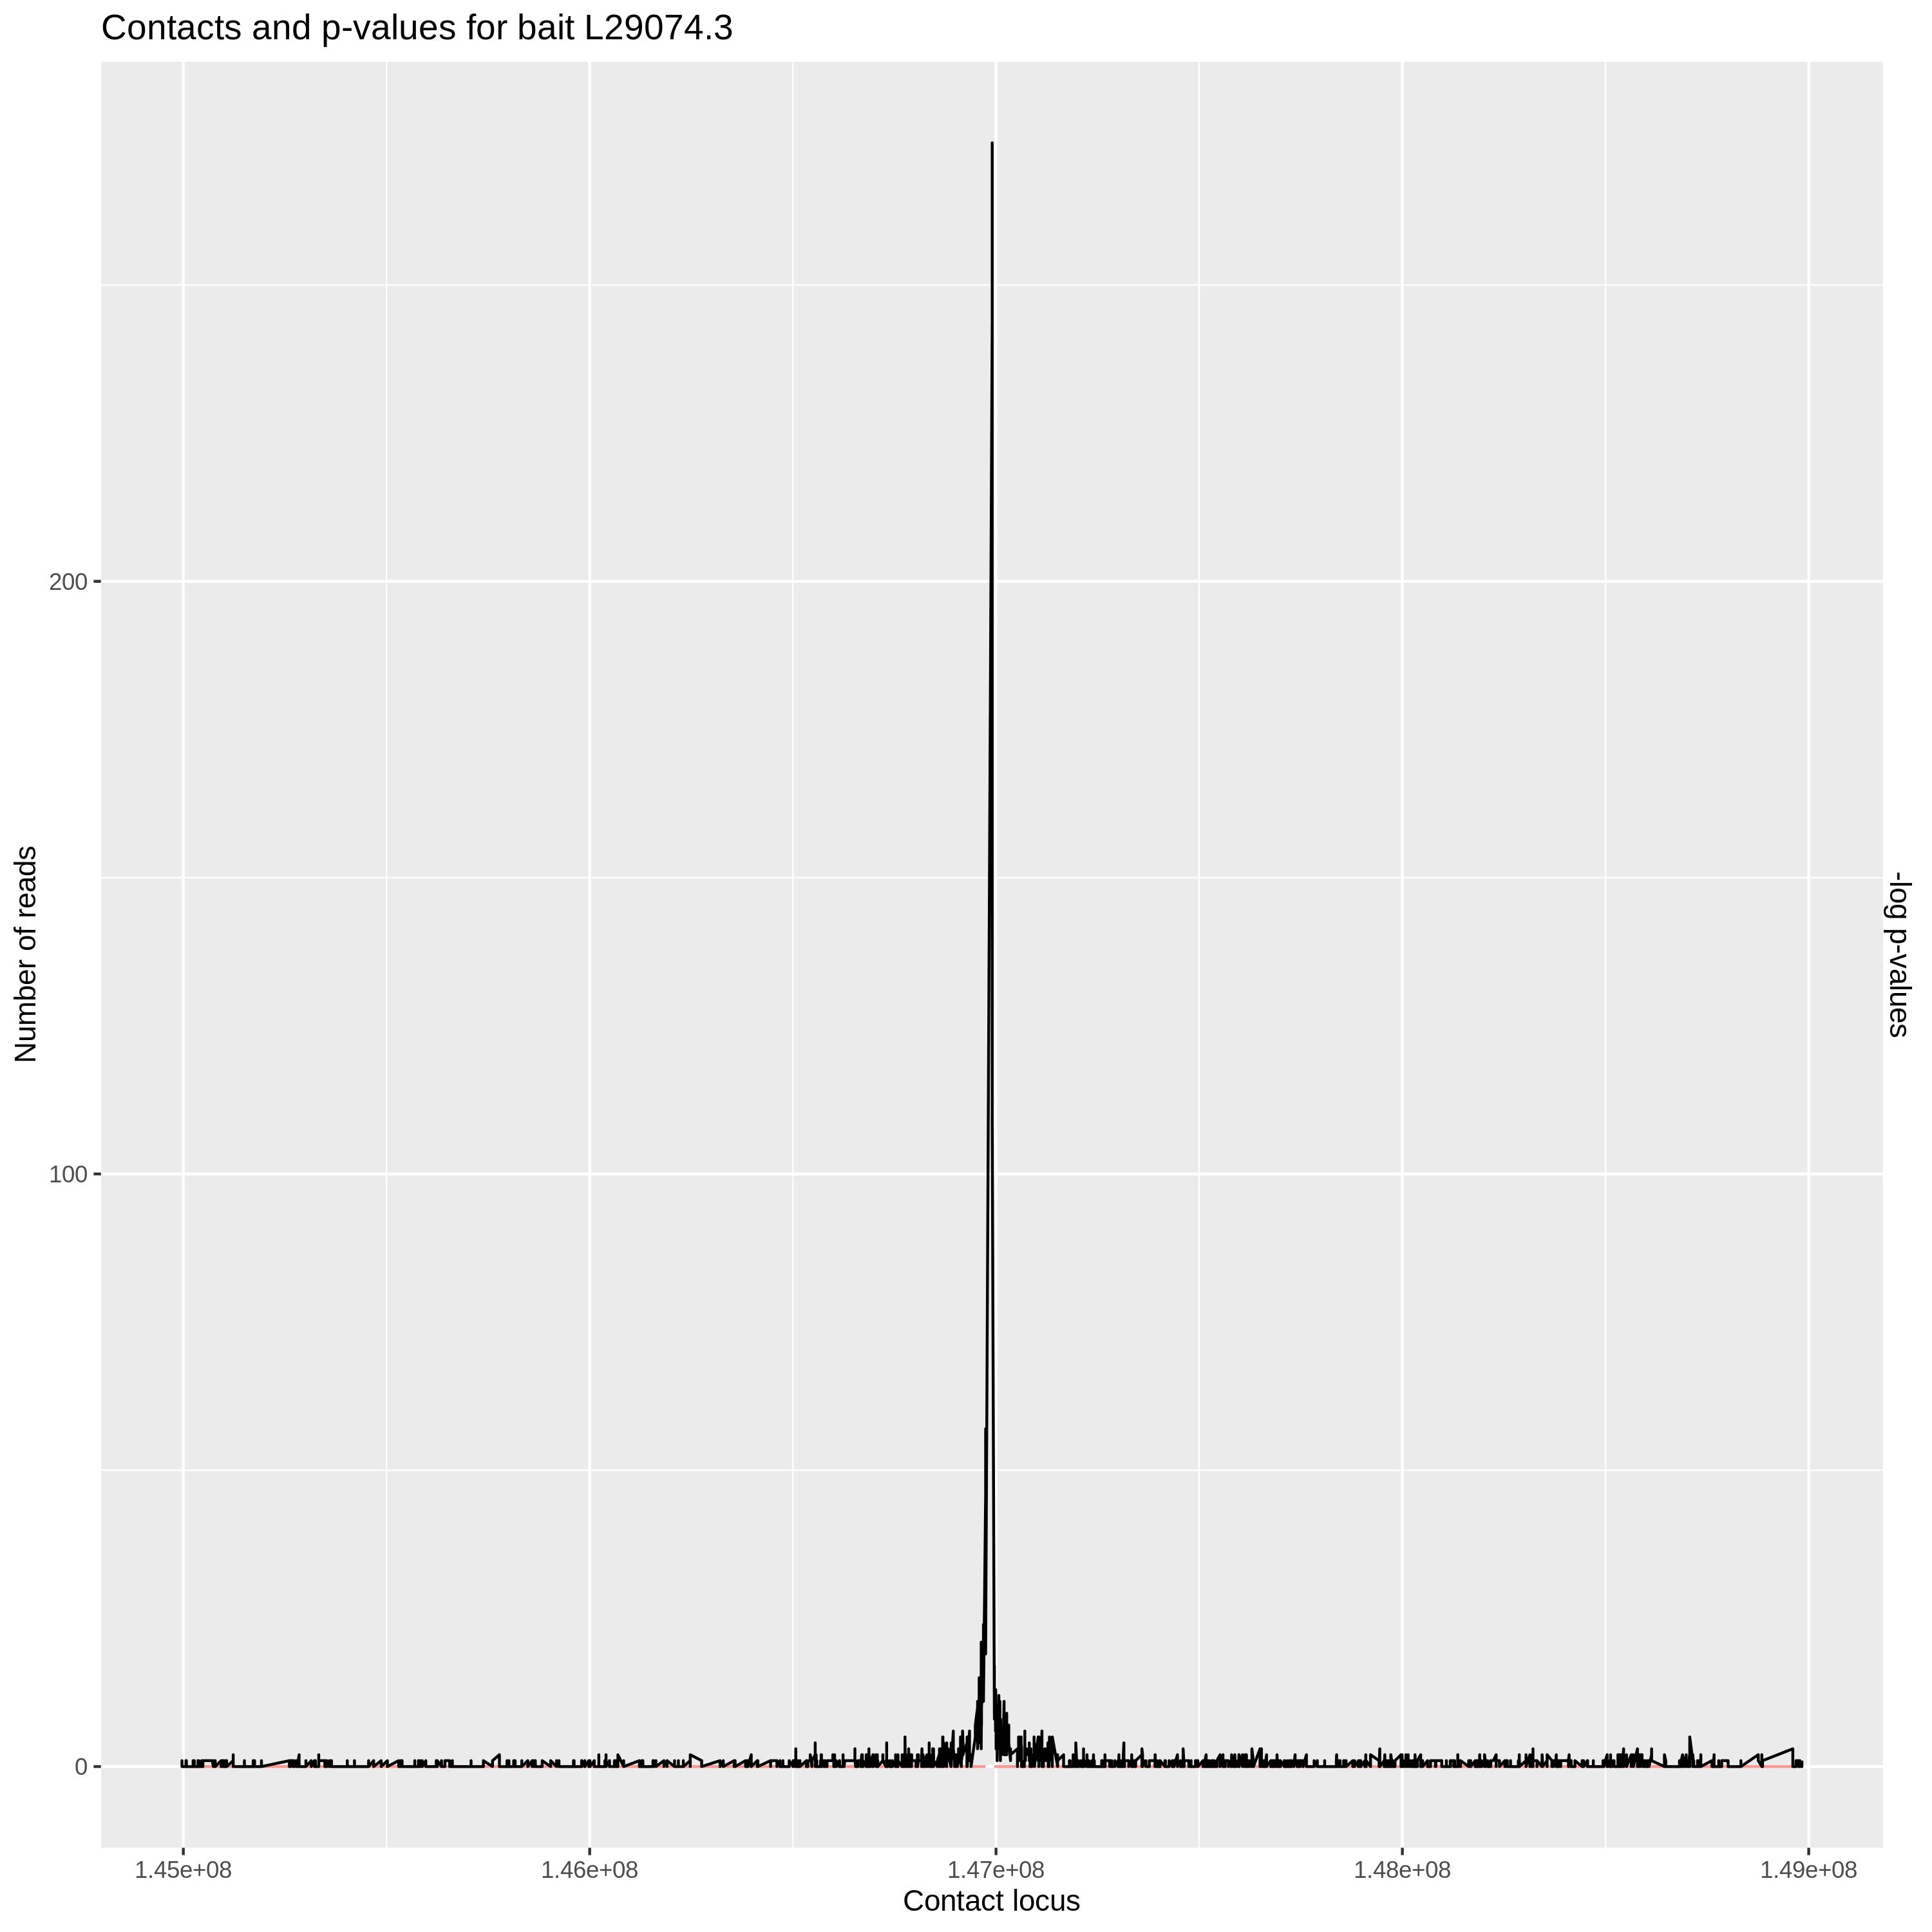 Contacts and p-values for bait L29074.3
Number of reads
200
100
0
1.45e+08
1.46e+08
1.47e+08
1.48e+08
1.49e+08
Contact locus
-log p-values